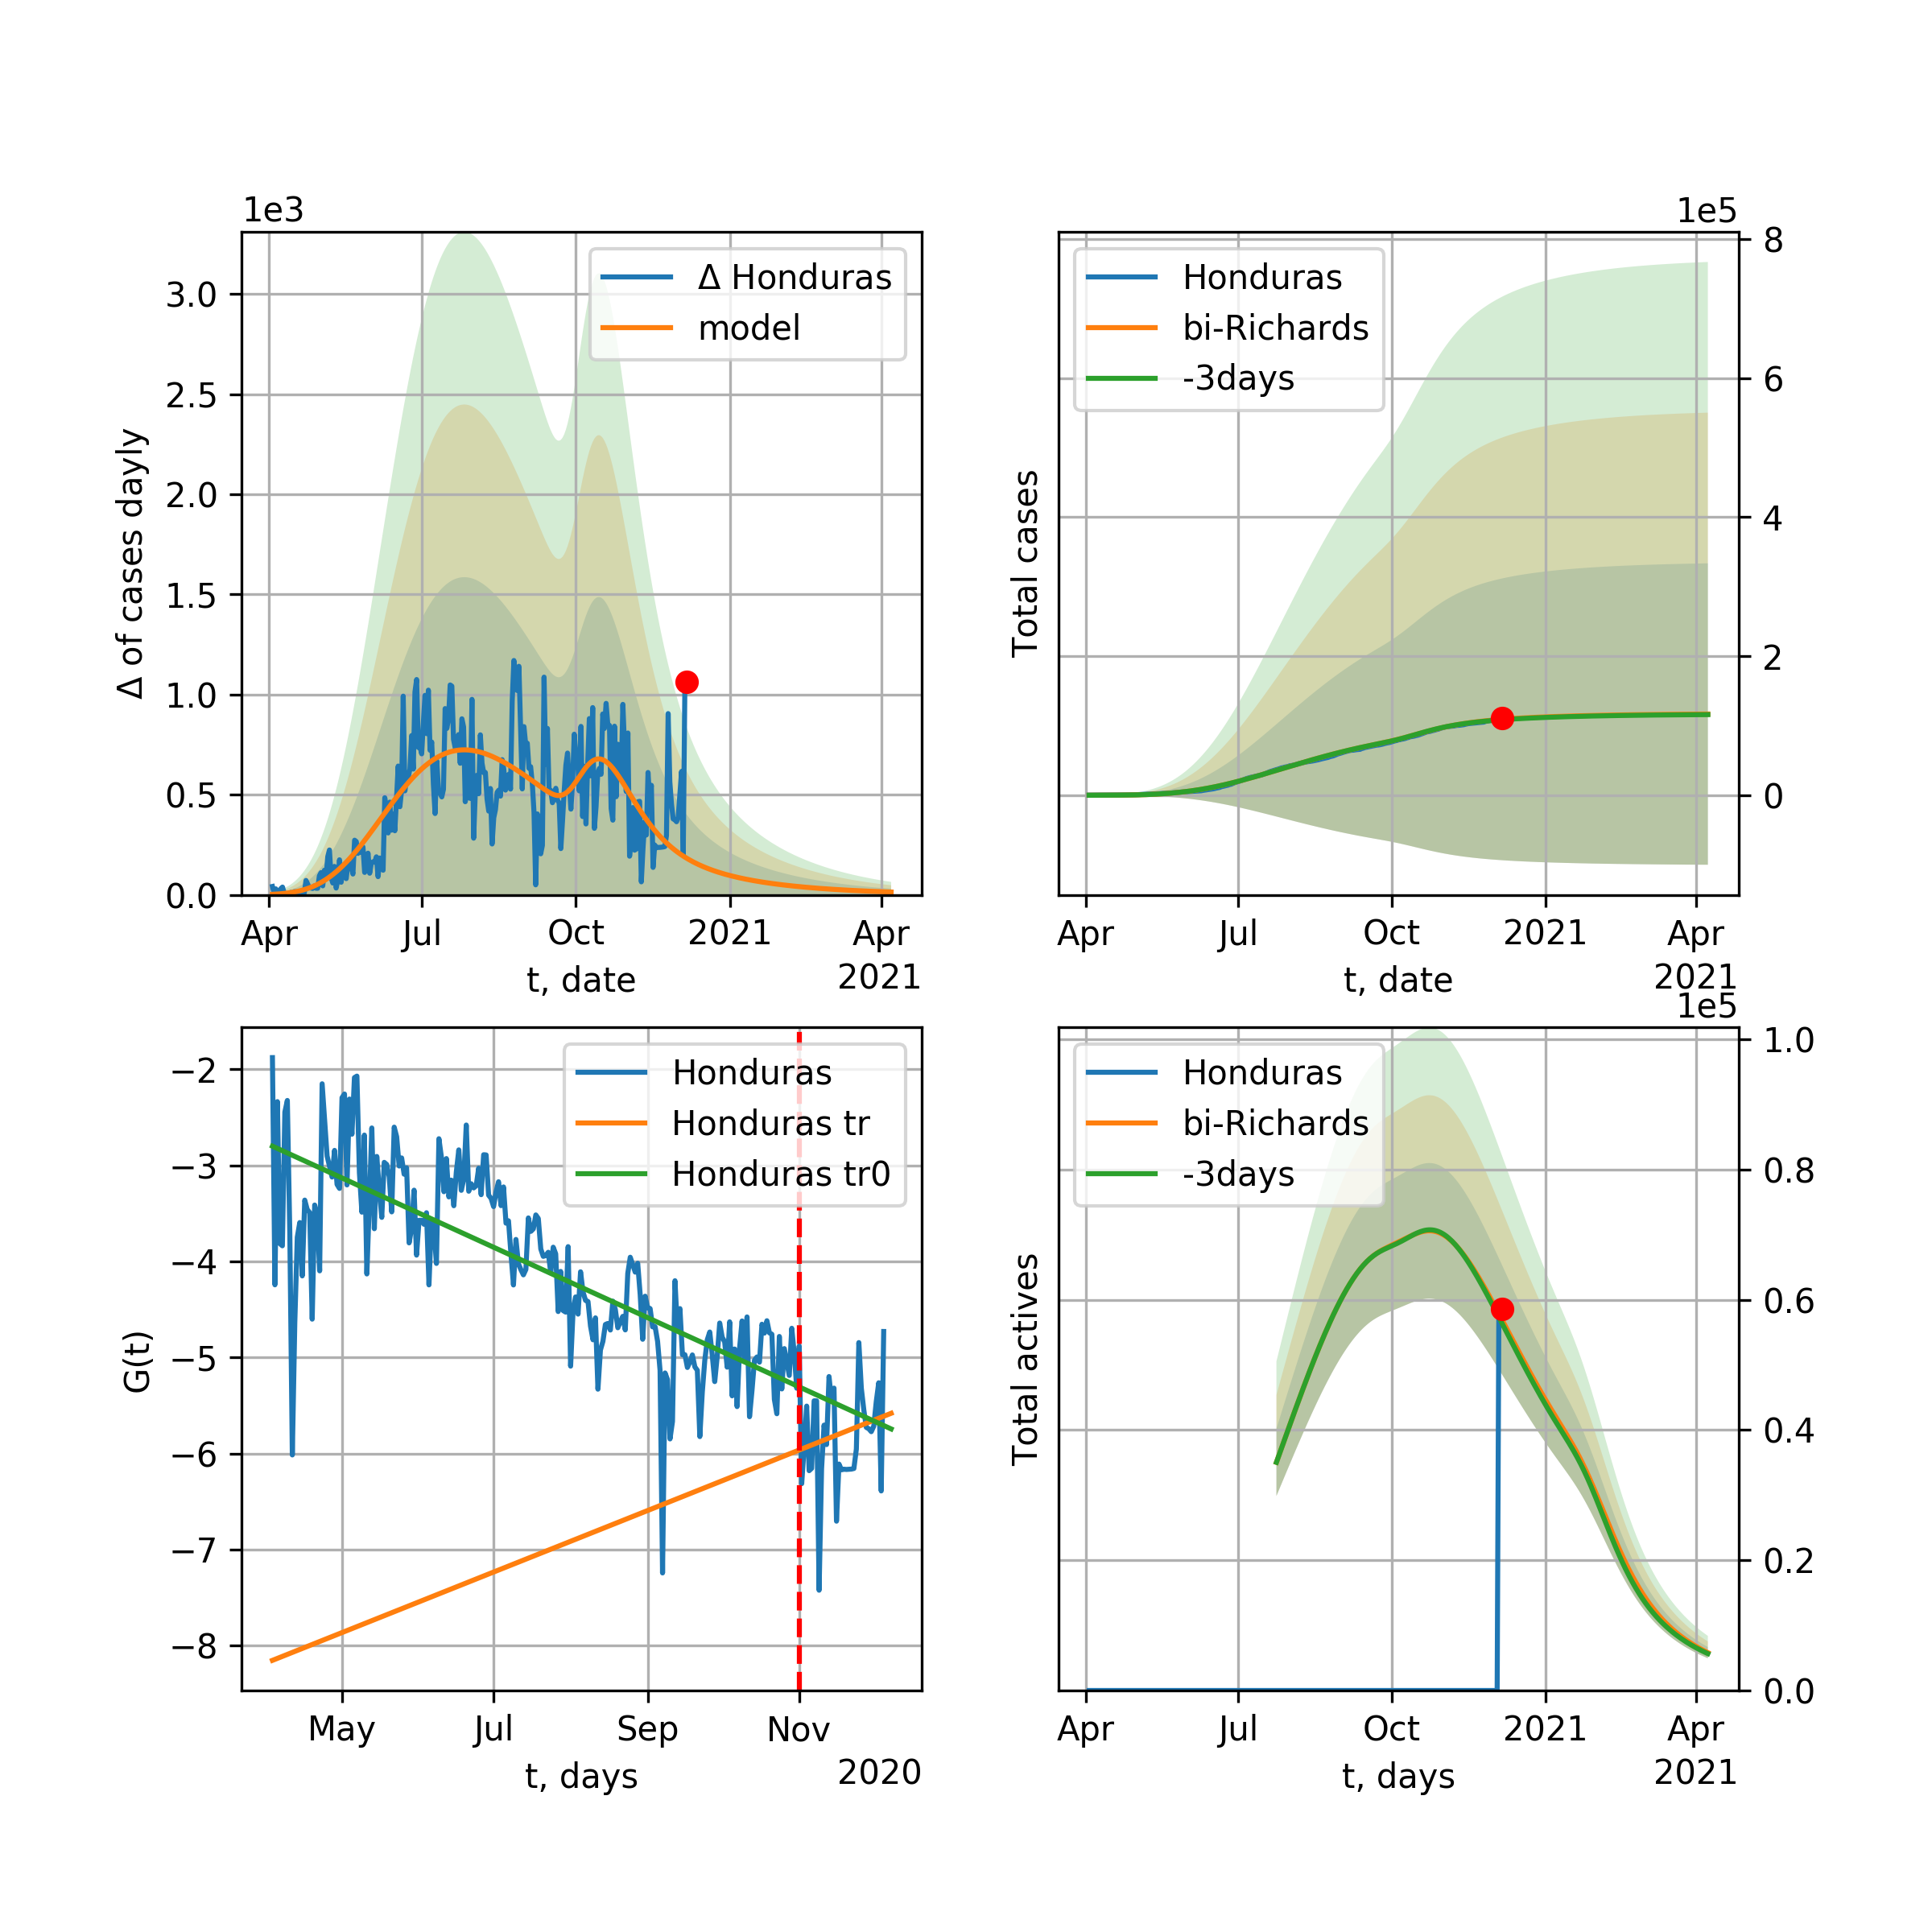 1e3
3.0
2.5
2.0
1.5
1.0
0.5
0.0
Δ of cases dayly
Δ Honduras
model
Apr
Jul
Oct
2021
Apr
t, date
2021
1e5
8
6
4
2
0
Total cases
Honduras
bi-Richards
-3days
Apr
Jul
Oct
2021
Apr
t, date
2021
−2
−3
−4
−5
−6
−7
−8
G(t)
Honduras
Honduras tr
Honduras tr0
May
Jul
Sep
Nov
t, days
2020
1e5
1.0
0.8
0.6
0.4
0.2
0.0
Total actives
Honduras
bi-Richards
-3days
Apr
Jul
Oct
2021
Apr
t, days
2021